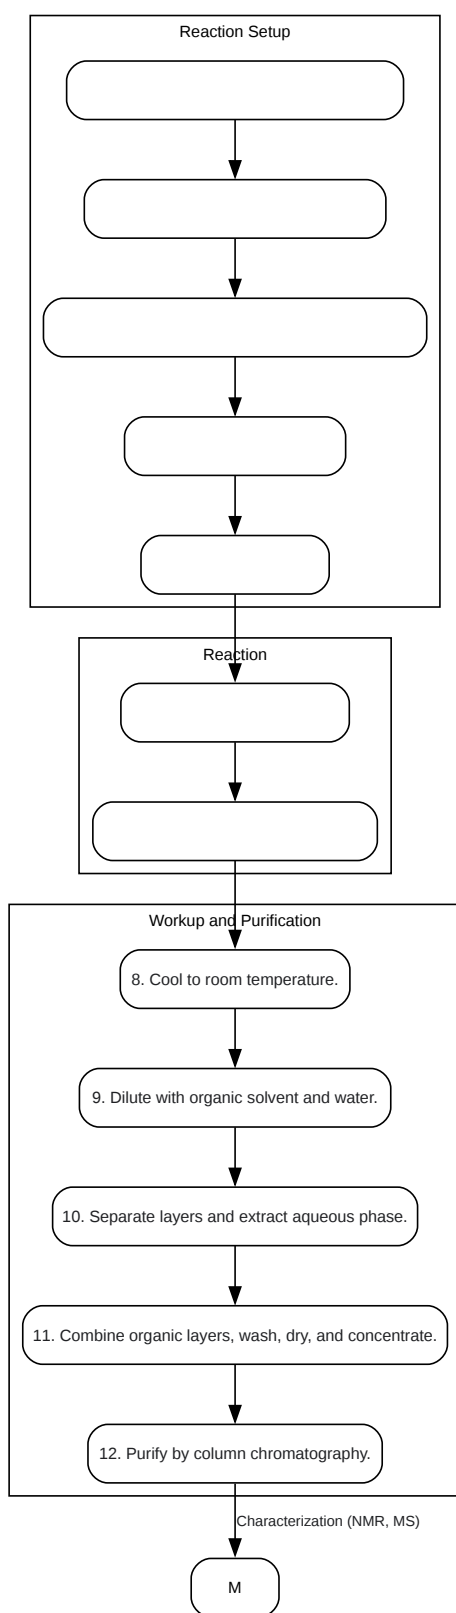 Reaction Setup
Reaction
Workup and Purification
8. Cool to room temperature.
9. Dilute with organic solvent and water.
10. Separate layers and extract aqueous phase.
11. Combine organic layers, wash, dry, and concentrate.
12. Purify by column chromatography.
Characterization (NMR, MS)
M